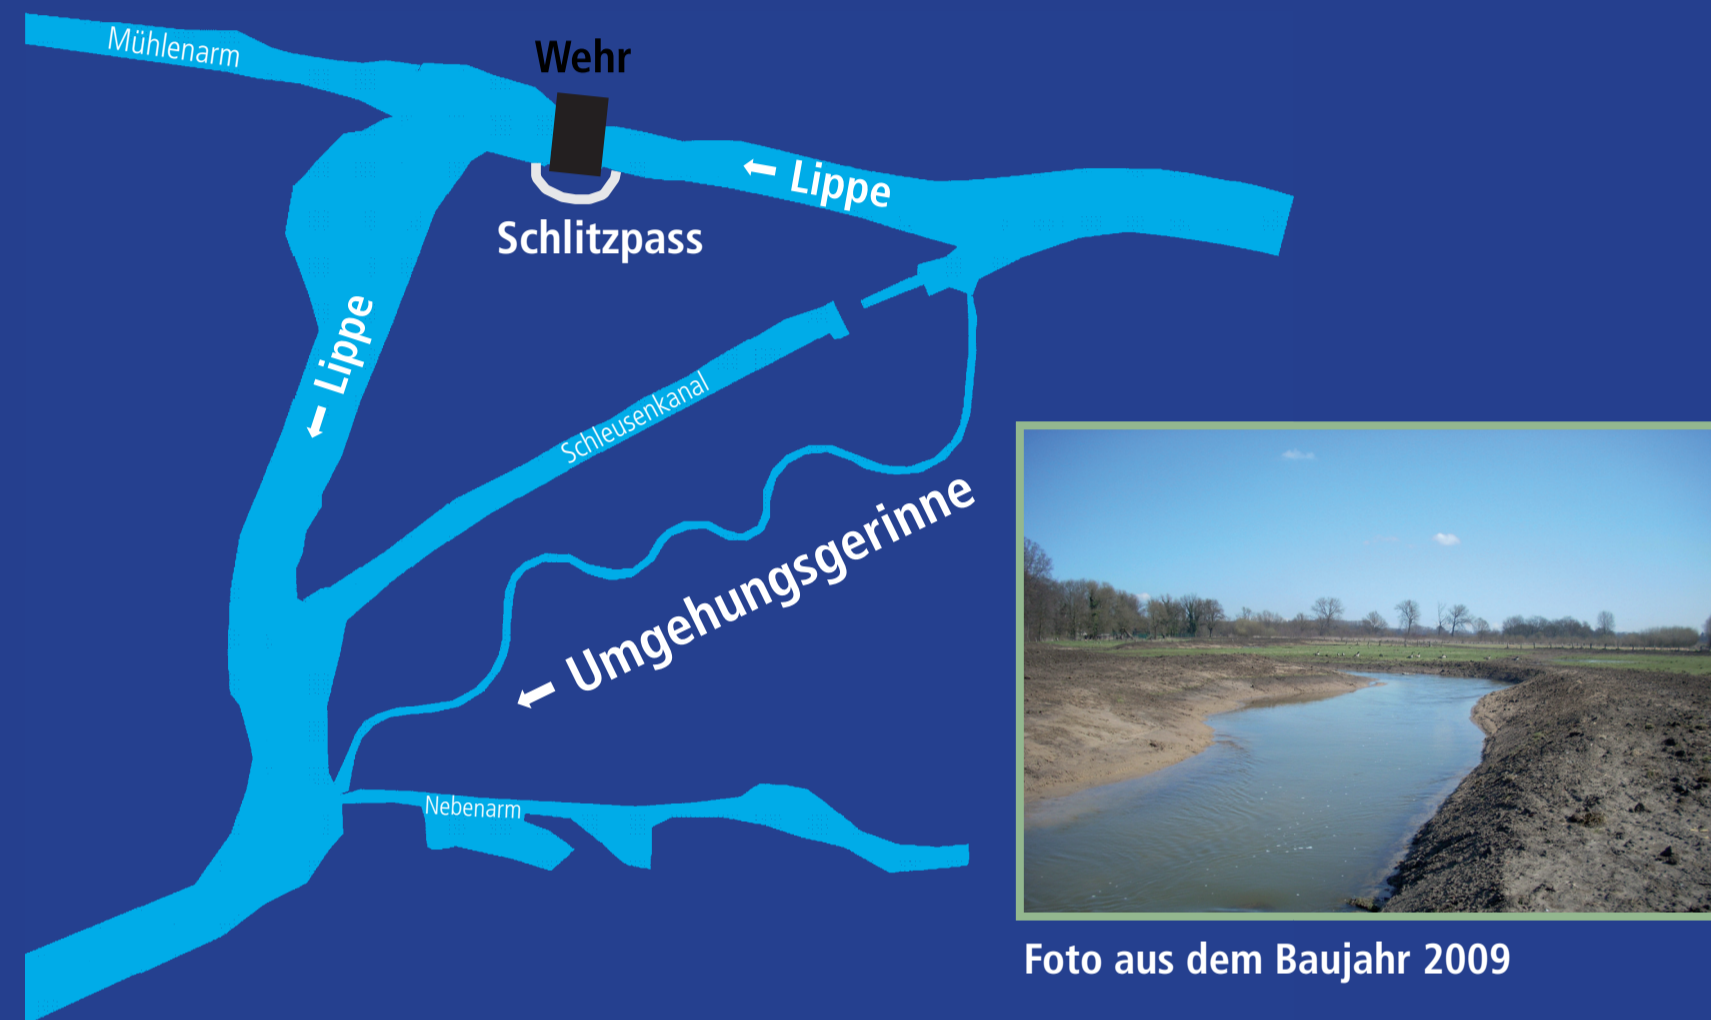 Mühlenarm
Wehr
← Lippe
Schlitzpass
← Lippe
Schleusenkanal
← Umgehungsgerinne
Nebenarm
Foto aus dem Baujahr 2009